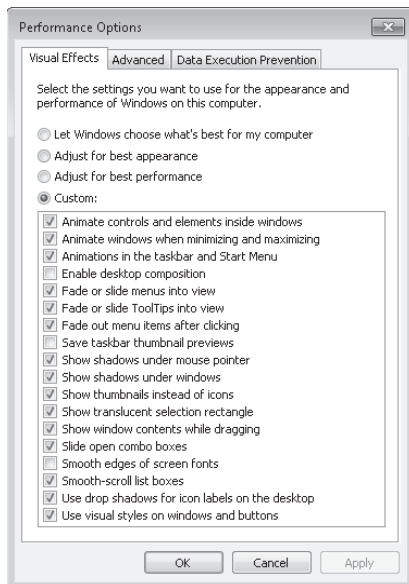 Performance Options
Visual Effects Advanced Data Execution Prevention
Select the settings you want to use for the appearance and
performance of Windows on this computer.
Let Windows choose what's best for my computer
Adjust for best appearance
Adjust for best performance
Custom:
Animate controls and elements inside windows
Animate windows when minimizing and maximizing
Animations in the taskbar and Start Menu
Enable desktop composition
Fade or slide menus into view
Fade or slide ToolTips into view
Fade out menu items after clicking
Save taskbar thumbnail previews
Show shadows under mouse pointer
Show shadows under windows
Show thumbnails instead of icons
Show translucent selection rectangle
Show window contents while dragging
Slide open combo boxes
Smooth edges of screen fonts
Smooth-scroll list boxes
Use drop shadows for icon labels on the desktop
Use visual styles on windows and buttons
OK Cancel Apply